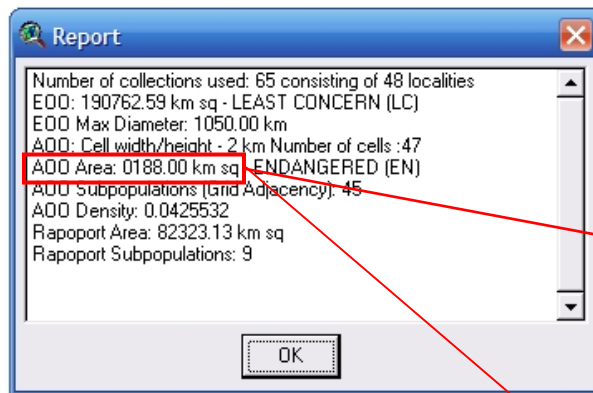 Report
Number of collections used: 65 consisting of 48 localities
EOO: 190762.59 km sq - LEAST CONCERN (LC)
EOO Max Diameter: 1050.00 km
AOO: Cell width/height - 2 km Number of cells :47
AOO Area: 0188.00 km sq - ENDANGERED (EN)
AOO Subpopulations (Grid Adjacency): 45
AOO Density: 0.0425532
Rapoport Area: 82323.13 km sq
Rapoport Subpopulations: 9
OK